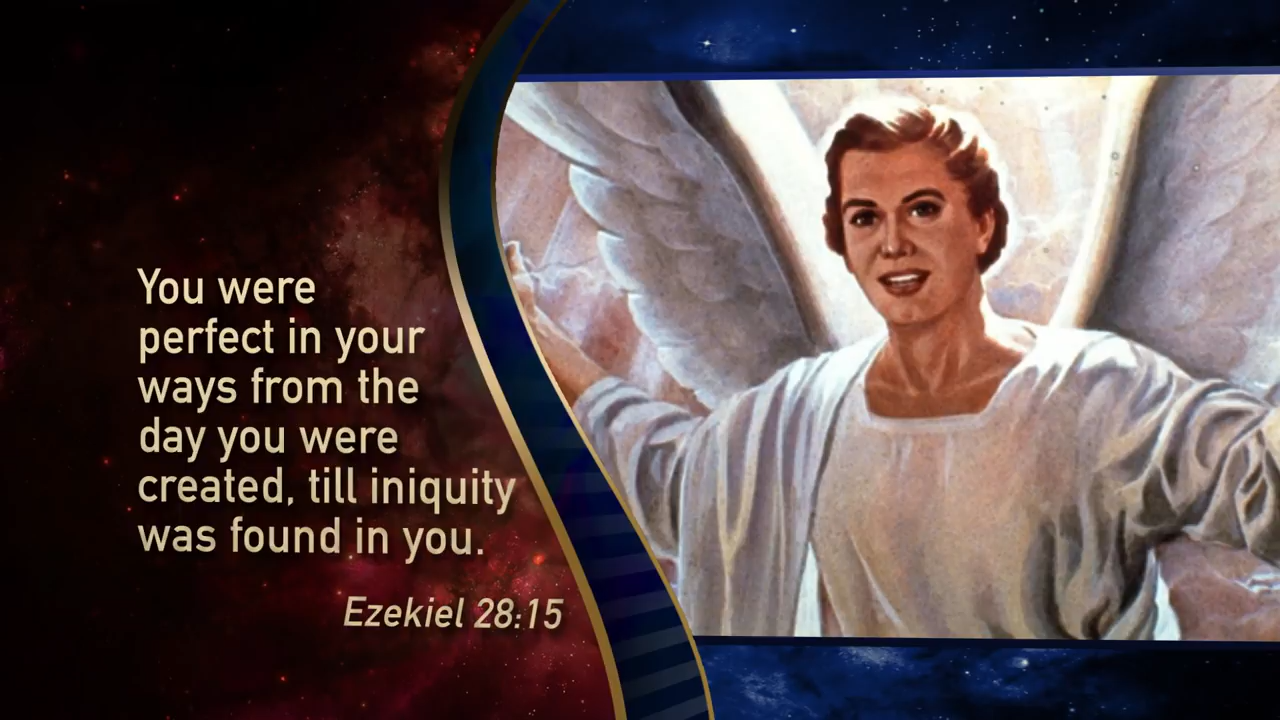 You were
perfect in your
ways from the
day you were
created, till iniquity
was found in you.
Ezekiel 28:15